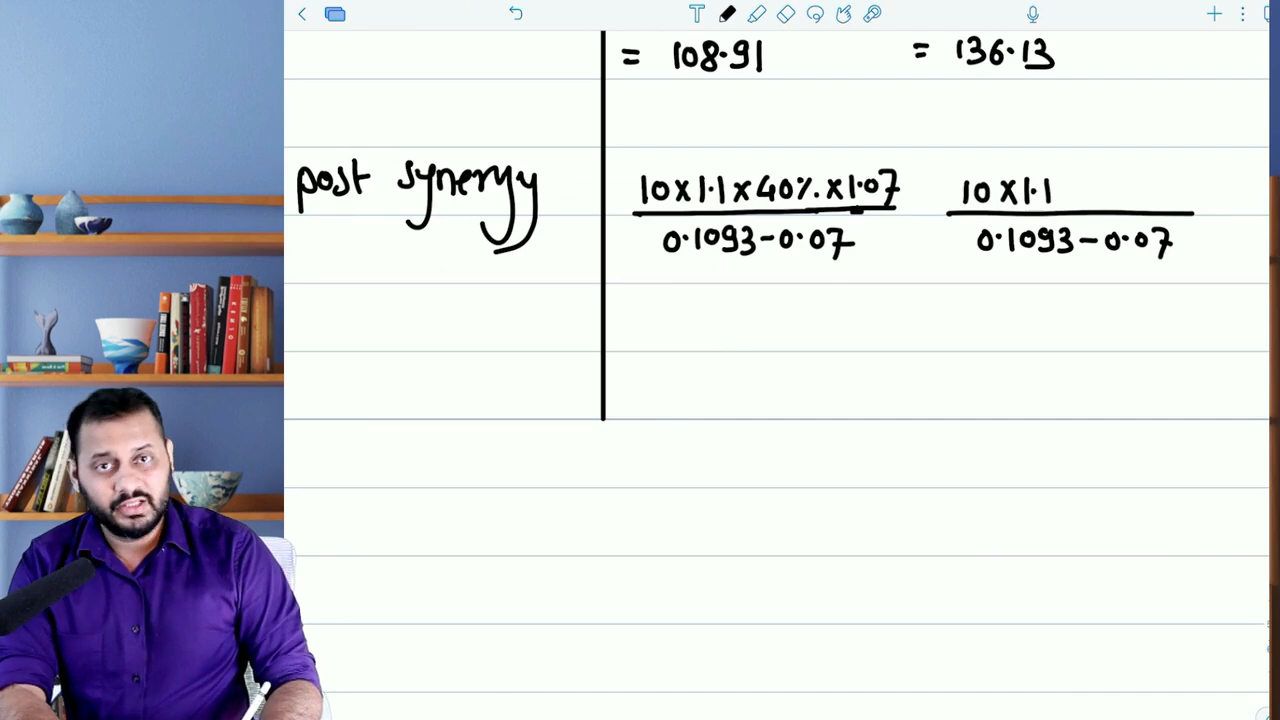 = 108.91 = 136.13
post synergy
10 x 1.1 x 40% x 1.07 10 x 1.1
0.1093 - 0.07 0.1093 - 0.07